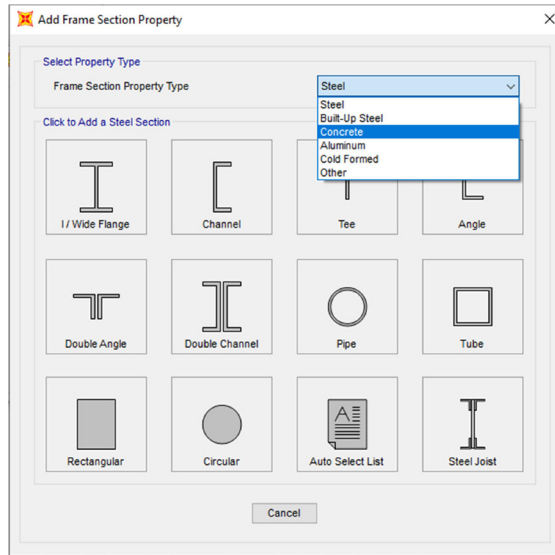 Add Frame Section Property
Select Property Type
Frame Section Property Type
Steel
Steel
Built-Up Steel
Concrete
Aluminum
Cold Formed
Other
Click to Add a Steel Section
I / Wide Flange
Channel
Tee
Angle
Double Angle
Double Channel
Pipe
Tube
Rectangular
Circular
A
Auto Select List
Steel Joist
Cancel